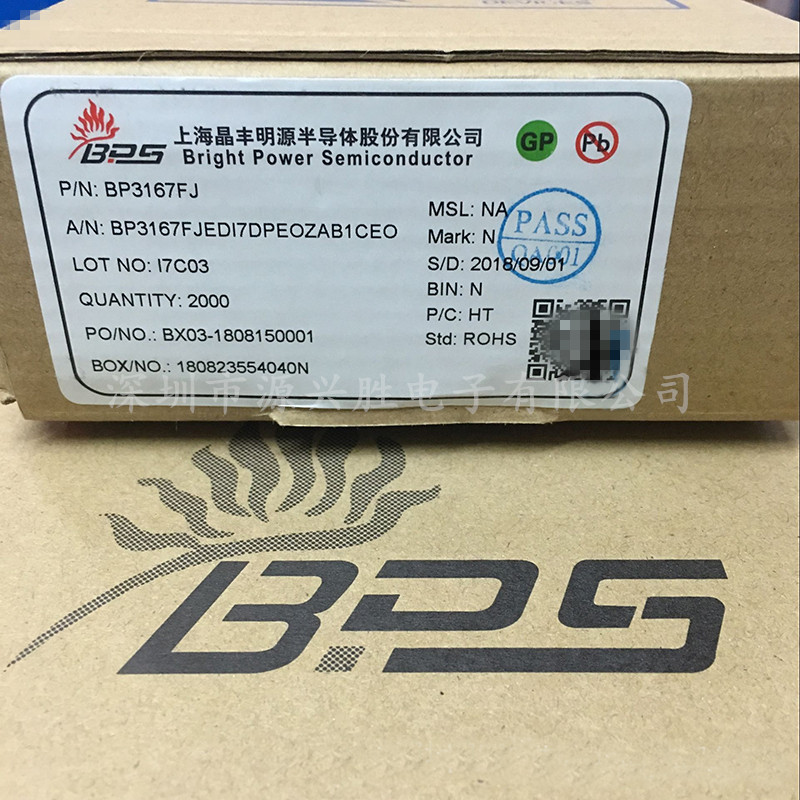 DEVICES
BPS
上海晶丰明源半导体股份有限公司
Bright Power Semiconductor
GP
Pb
P/N: BP3167FJ
A/N: BP3167FJEDI7DPEOZAB1CEO
LOT NO: I7C03
QUANTITY: 2000
PO/NO.: BX03-1808150001
BOX/NO.: 180823554040N
MSL: NA
Mark: N
S/D: 2018/09/01
BIN: N
P/C: HT
Std: ROHS
PASS
QA001
深圳市源兴胜电子有限公司
BPS